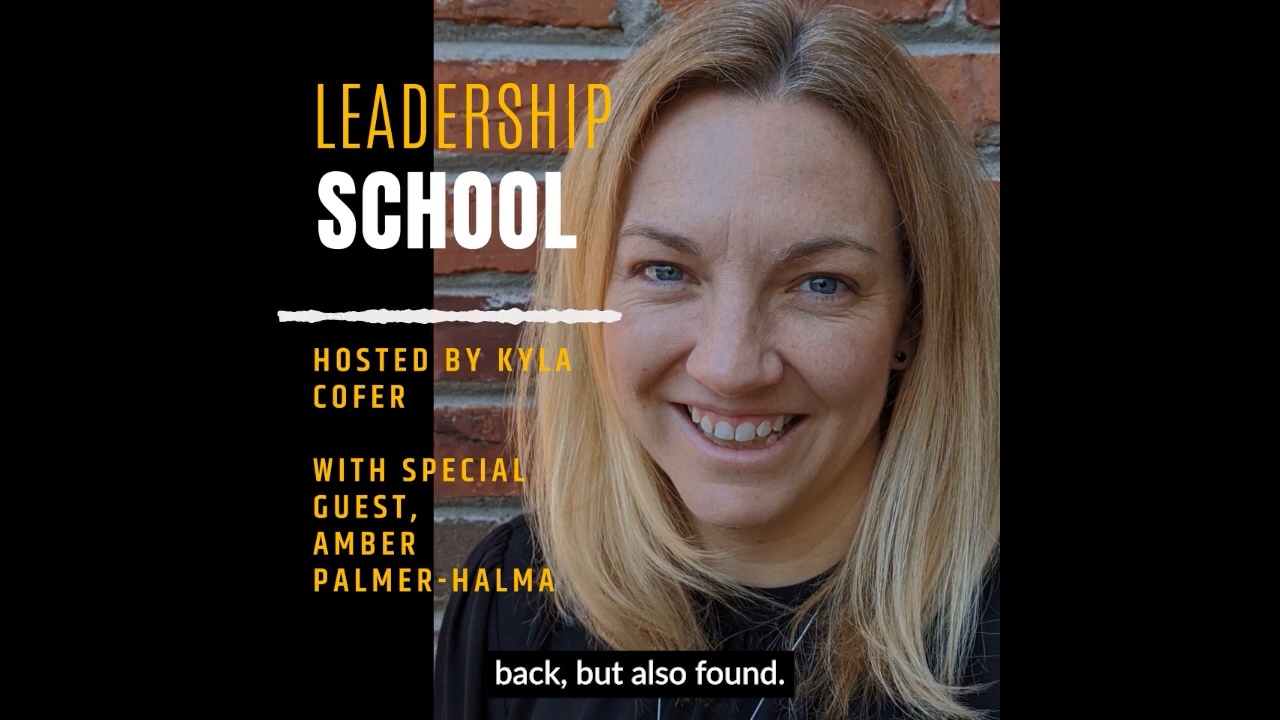 LEADERSHIP
SCHOOL
HOSTED BY KYLA
COFER
WITH SPECIAL
GUEST,
AMBER
PALMER-HALMA
back, but also found.